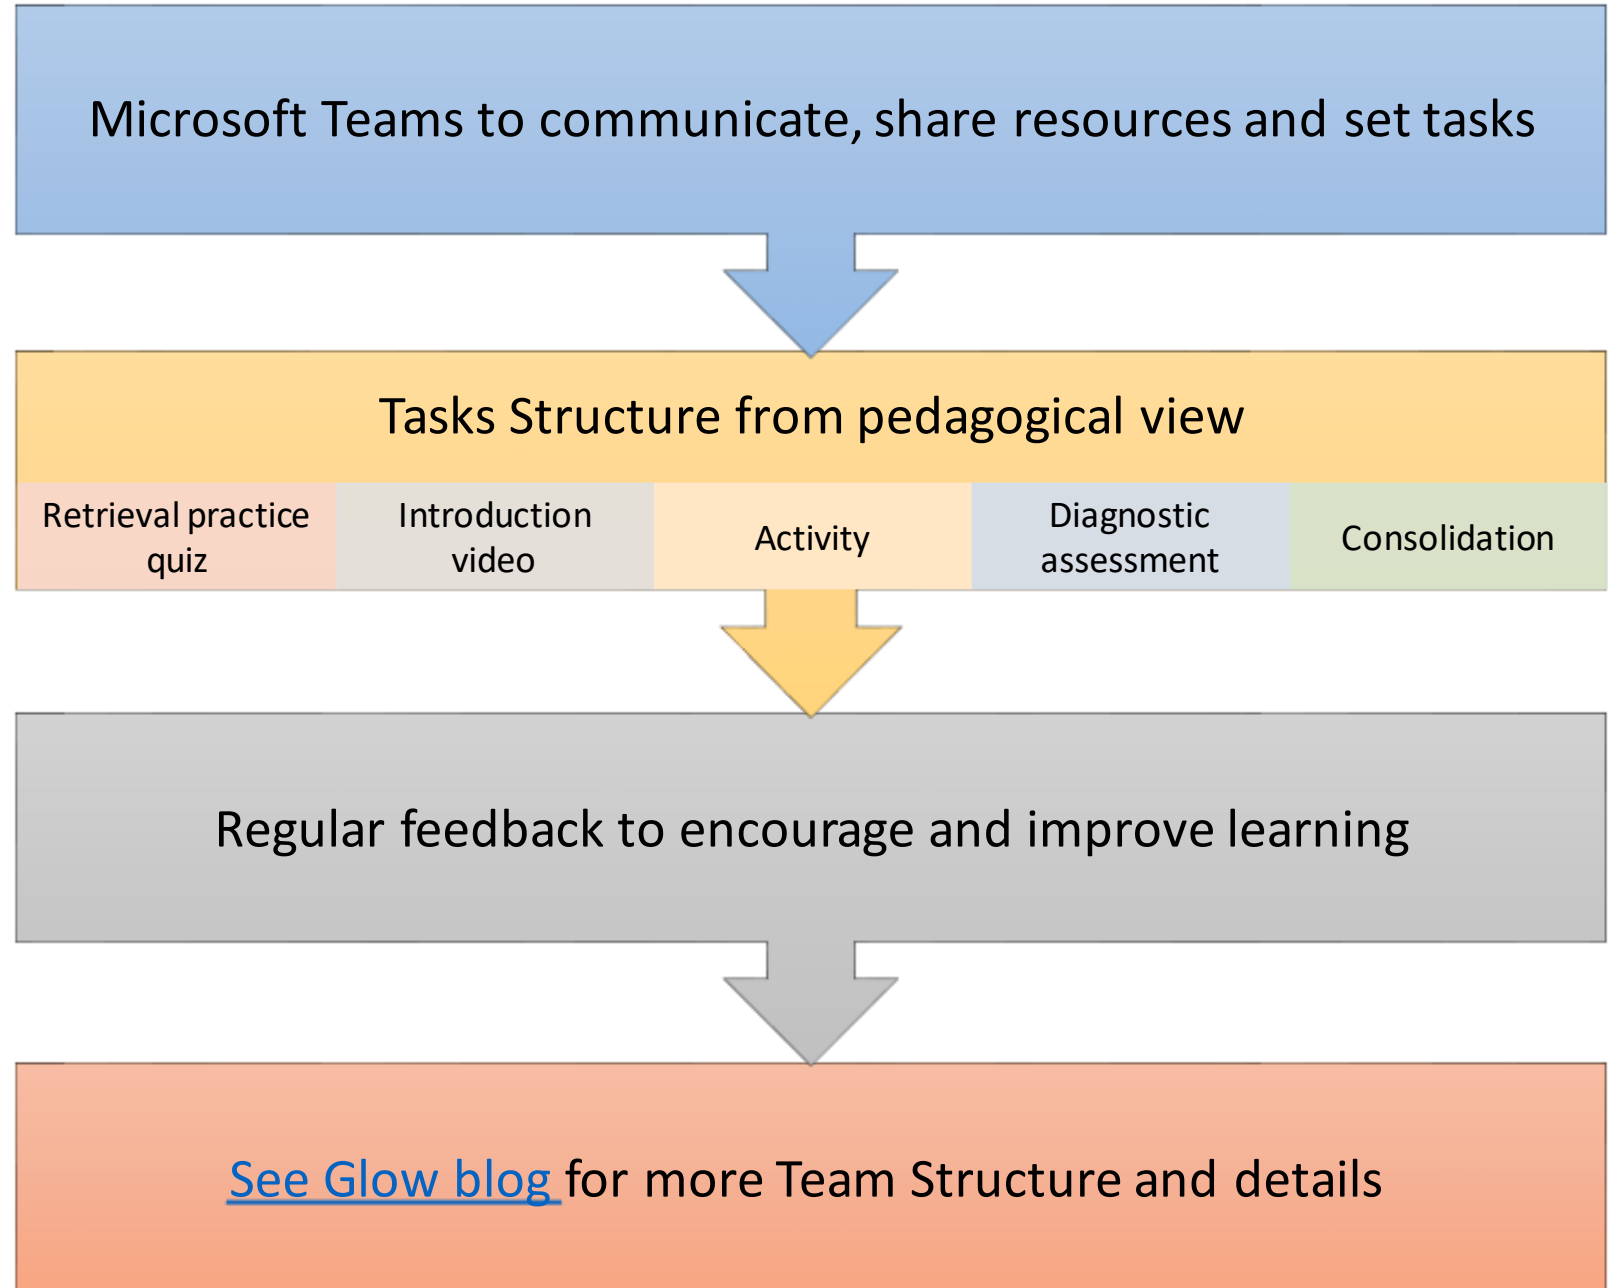 Microsoft Teams to communicate, share resources and set tasks
Tasks Structure from pedagogical view
Retrieval practice
quiz
Introduction
video
Activity
Diagnostic
assessment
Consolidation
Regular feedback to encourage and improve learning
See Glow blog for more Team Structure and details